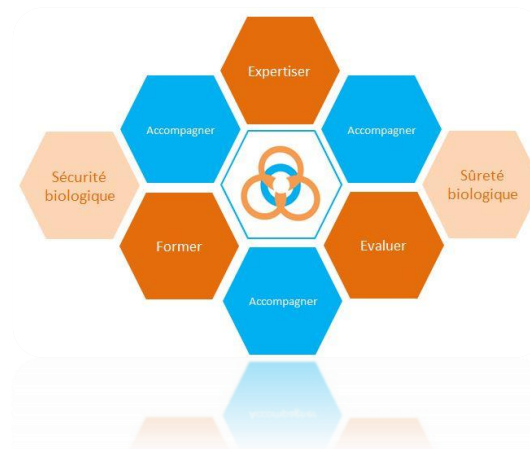 Expertiser
Accompagner
Accompagner
Sécurité
biologique
Sûreté
biologique
Former
Evaluer
Accompagner